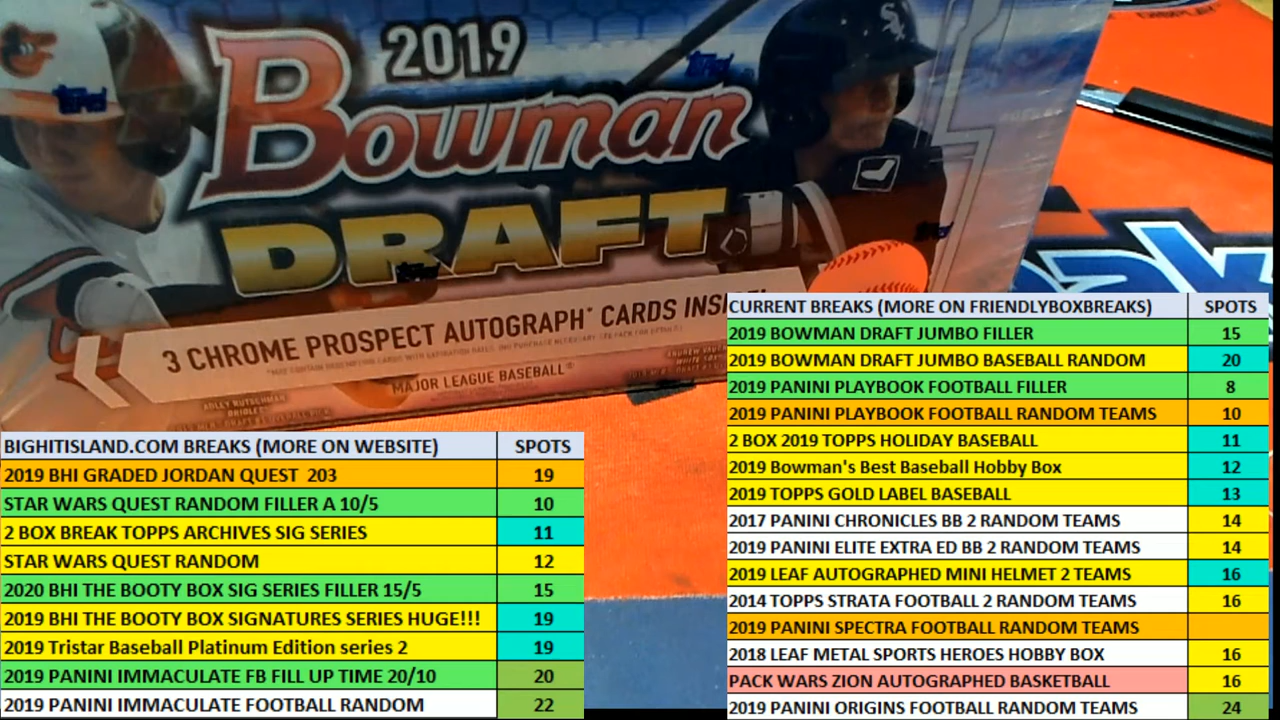 2019
Bowman
DRAFT
3 CHROME PROSPECT AUTOGRAPH* CARDS
MAJOR LEAGUE BASEBALL
ADLEY RUTSCHMAN
ORIOLES
BIGHITISLAND.COM BREAKS (MORE ON WEBSITE) SPOTS
2019 BHI GRADED JORDAN QUEST 203 19
STAR WARS QUEST RANDOM FILLER A 10/5 10
2 BOX BREAK TOPPS ARCHIVES SIG SERIES 11
STAR WARS QUEST RANDOM 12
2020 BHI THE BOOTY BOX SIG SERIES FILLER 15/5 15
2019 BHI THE BOOTY BOX SIGNATURES SERIES HUGE!!! 19
2019 Tristar Baseball Platinum Edition series 2 19
2019 PANINI IMMACULATE FB FILL UP TIME 20/10 20
2019 PANINI IMMACULATE FOOTBALL RANDOM 22
CURRENT BREAKS (MORE ON FRIENDLYBOXBREAKS) SPOTS
2019 BOWMAN DRAFT JUMBO FILLER 15
2019 BOWMAN DRAFT JUMBO BASEBALL RANDOM 20
2019 PANINI PLAYBOOK FOOTBALL FILLER 8
2019 PANINI PLAYBOOK FOOTBALL RANDOM TEAMS 10
2 BOX 2019 TOPPS HOLIDAY BASEBALL 11
2019 Bowman's Best Baseball Hobby Box 12
2019 TOPPS GOLD LABEL BASEBALL 13
2017 PANINI CHRONICLES BB 2 RANDOM TEAMS 14
2019 PANINI ELITE EXTRA ED BB 2 RANDOM TEAMS 14
2019 LEAF AUTOGRAPHED MINI HELMET 2 TEAMS 16
2014 TOPPS STRATA FOOTBALL 2 RANDOM TEAMS 16
2019 PANINI SPECTRA FOOTBALL RANDOM TEAMS
2018 LEAF METAL SPORTS HEROES HOBBY BOX 16
PACK WARS ZION AUTOGRAPHED BASKETBALL 16
2019 PANINI ORIGINS FOOTBALL RANDOM TEAMS 24